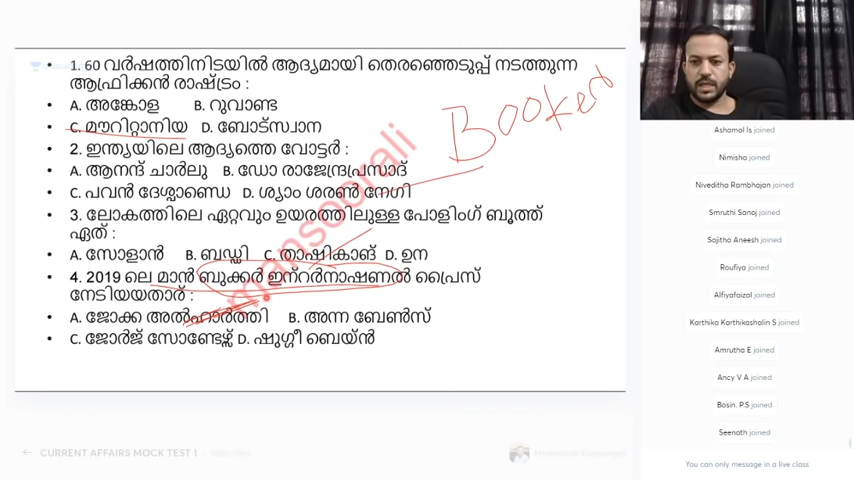 1. 60 വർഷത്തിനിടയിൽ ആദ്യമായി തെരഞ്ഞെടുപ്പ് നടത്തുന്ന
ആഫ്രിക്കൻ രാഷ്ട്രം :
A. അങ്കോള B. റുവാണ്ട
C. മൗറിറ്റാനിയ D. ബോട്സ്വാന
2. ഇന്ത്യയിലെ ആദ്യത്തെ വോട്ടർ :
A. ആനന്ദ് ചാർലു B. ഡോ രാജേന്ദ്രപ്രസാദ്
C. പവൻ ദേശ്പാണ്ഡെ D. ശ്യാം ശരൺ നേഗി
3. ലോകത്തിലെ ഏറ്റവും ഉയരത്തിലുള്ള പോളിംഗ് ബൂത്ത്
ഏത് :
A. സോളാൻ B. ബഡ്ഡി C. താഷികാങ് D. ഉന
4. 2019 ലെ മാൻ ബുക്കർ ഇന്റർനാഷണൽ പ്രൈസ്
നേടിയയതാര് :
A. ജോക്ക അൽഹാർത്തി B. അന്ന ബേൺസ്
C. ജോർജ് സോണ്ടേഴ്സ് D. ഷുഗ്ഗീ ബെയ്ൻ
Booker
mansoorali
CURRENT AFFAIRS MOCK TEST 1
Ashamol Is joined
Nimisha joined
Niveditha Rambhajan joined
Smruthi Sanoj joined
Sajitha Aneesh joined
Roufiya joined
Alfiyafaizal joined
Karthika Karthikashalin S joined
Amrutha E joined
Ancy V A joined
Bosin. P.S joined
Seenath joined
You can only message in a live class